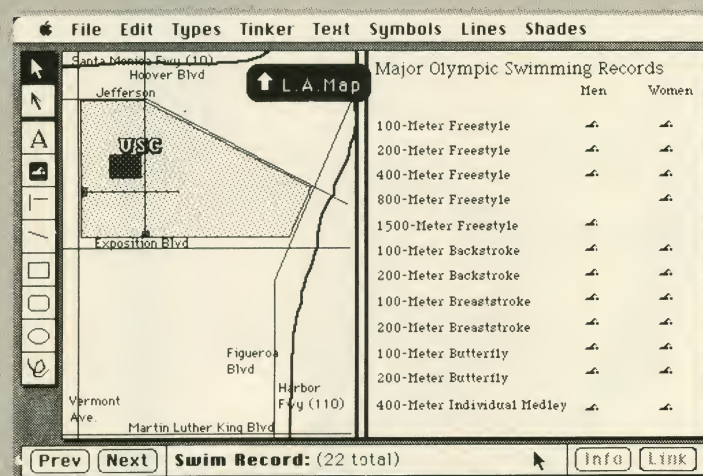 File Edit Types Tinker Text Symbols Lines Shades
Santa Monica Fwy (10)
Hoover Blvd
Jefferson
L.A. Map
USC
Exposition Blvd
Figueroa
Blvd
Vermont
Ave.
Harbor
Fwy (110)
Martin Luther King Blvd
A
Major Olympic Swimming Records
Men Women
100-Meter Freestyle
200-Meter Freestyle
400-Meter Freestyle
800-Meter Freestyle
1500-Meter Freestyle
100-Meter Backstroke
200-Meter Backstroke
100-Meter Breaststroke
200-Meter Breaststroke
100-Meter Butterfly
200-Meter Butterfly
400-Meter Individual Medley
Prev Next Swim Record: (22 total) Info Link